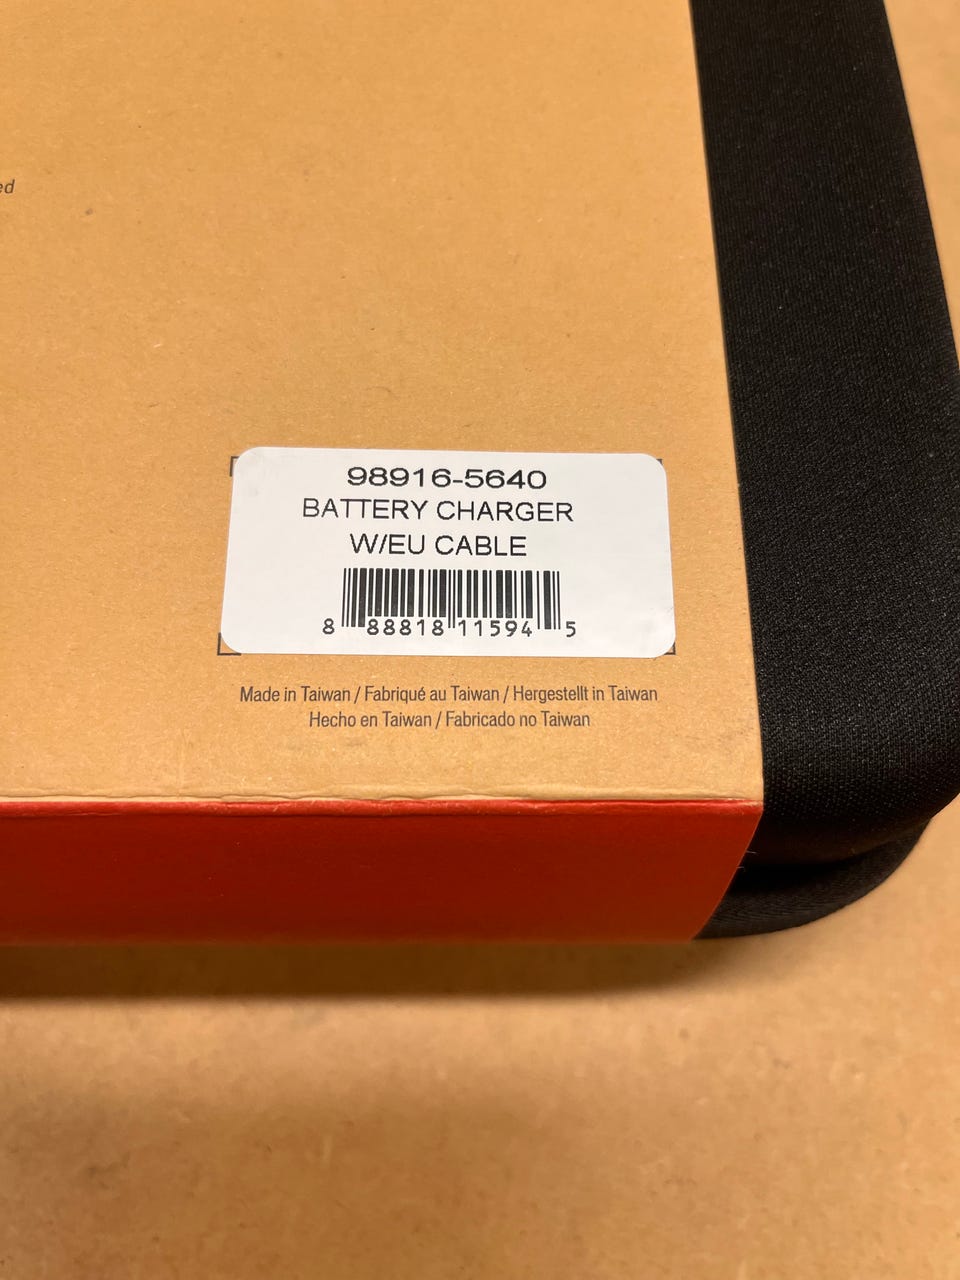 ed
98916-5640
BATTERY CHARGER
W/EU CABLE
8 88818 11594 5
Made in Taiwan / Fabriqué au Taiwan / Hergestellt in Taiwan
Hecho en Taiwan / Fabricado no Taiwan